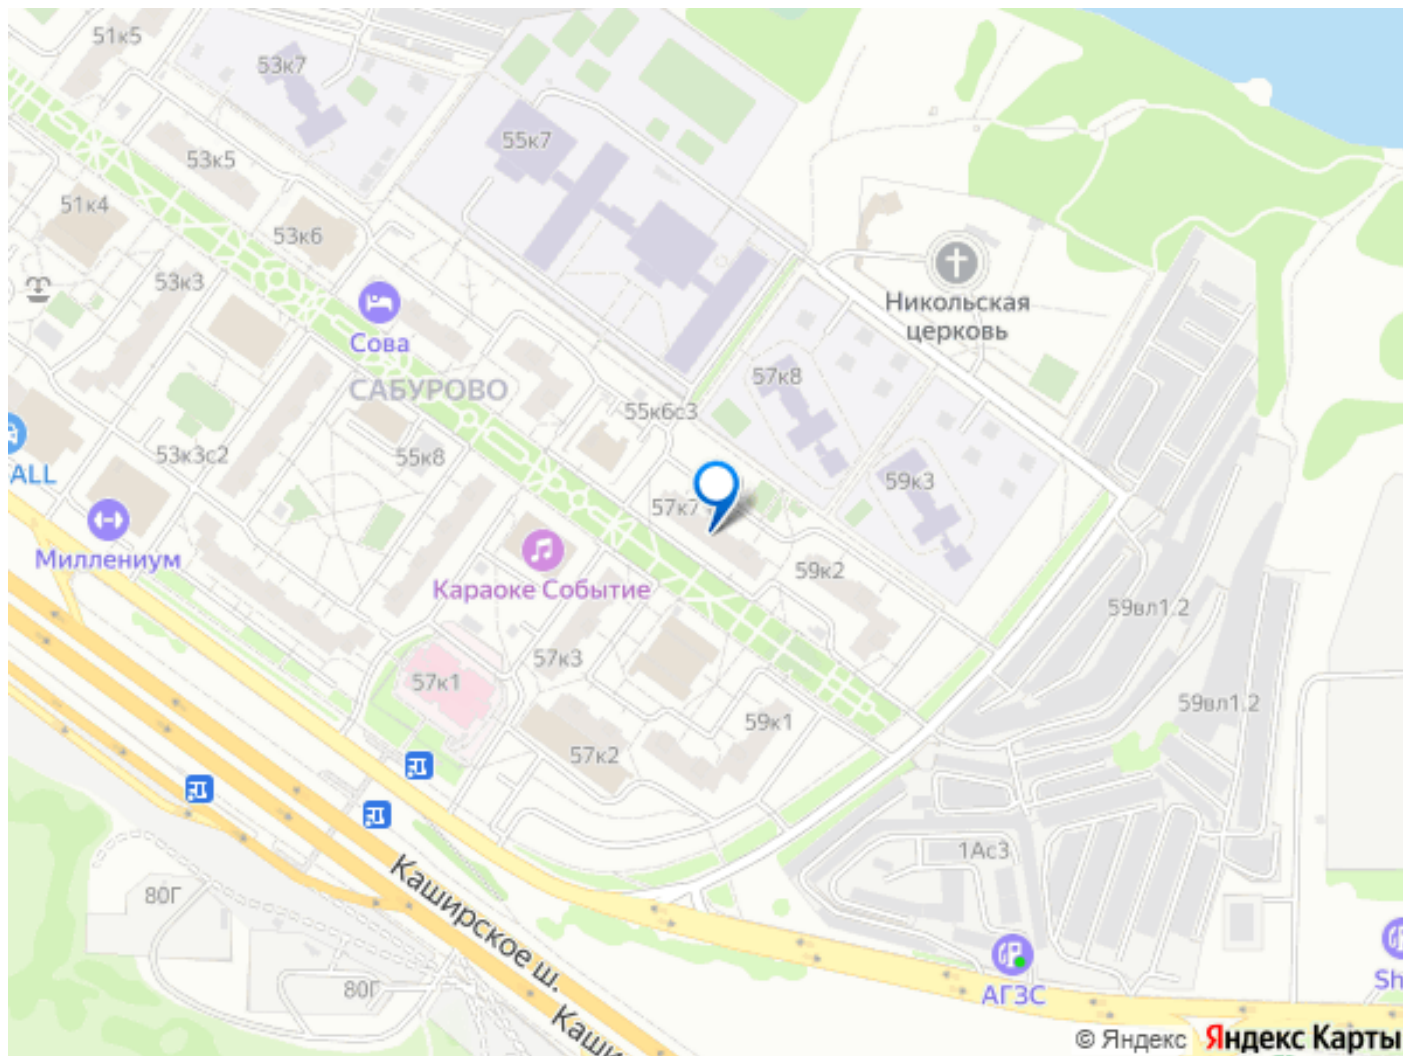 51к5
53к7
55к7
53к5
51к4
53к6
53к3
Никольская
церковь
Сова
САБУРОВО
57к8
55к6с3
53к3с2
55к8
ALL
59к3
57к7
Миллениум
Караоке Событие
59к2
59вл1.2
57к3
57к1
59вл1.2
59к1
57к2
1Ас3
80Г
Каширское ш.
80Г
АГЗС
Sh
Каши
© Яндекс Яндекс Карты